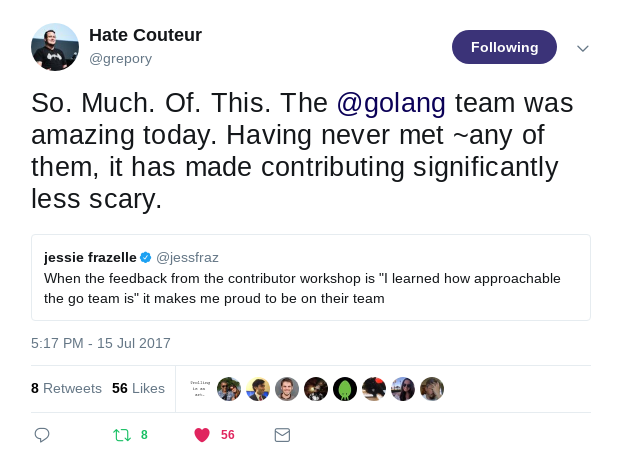 Hate Couteur
@grepory
Following
So. Much. Of. This. The @golang team was
amazing today. Having never met ~any of
them, it has made contributing significantly
less scary.
jessie frazelle @jessfraz
When the feedback from the contributor workshop is "I learned how approachable
the go team is" it makes me proud to be on their team
5:17 PM - 15 Jul 2017
8 Retweets 56 Likes
8 56